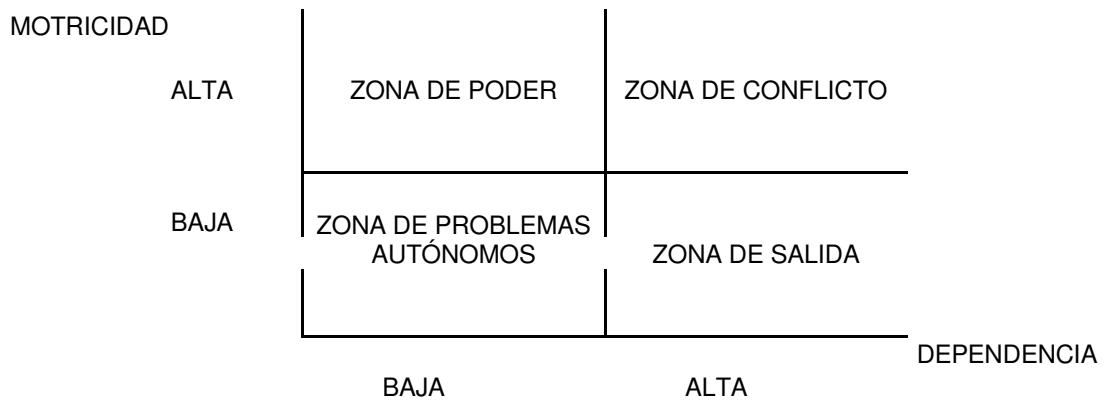 MOTRICIDAD
ALTA
ZONA DE PODER
ZONA DE CONFLICTO
BAJA
ZONA DE PROBLEMAS
AUTÓNOMOS
ZONA DE SALIDA
DEPENDENCIA
BAJA
ALTA